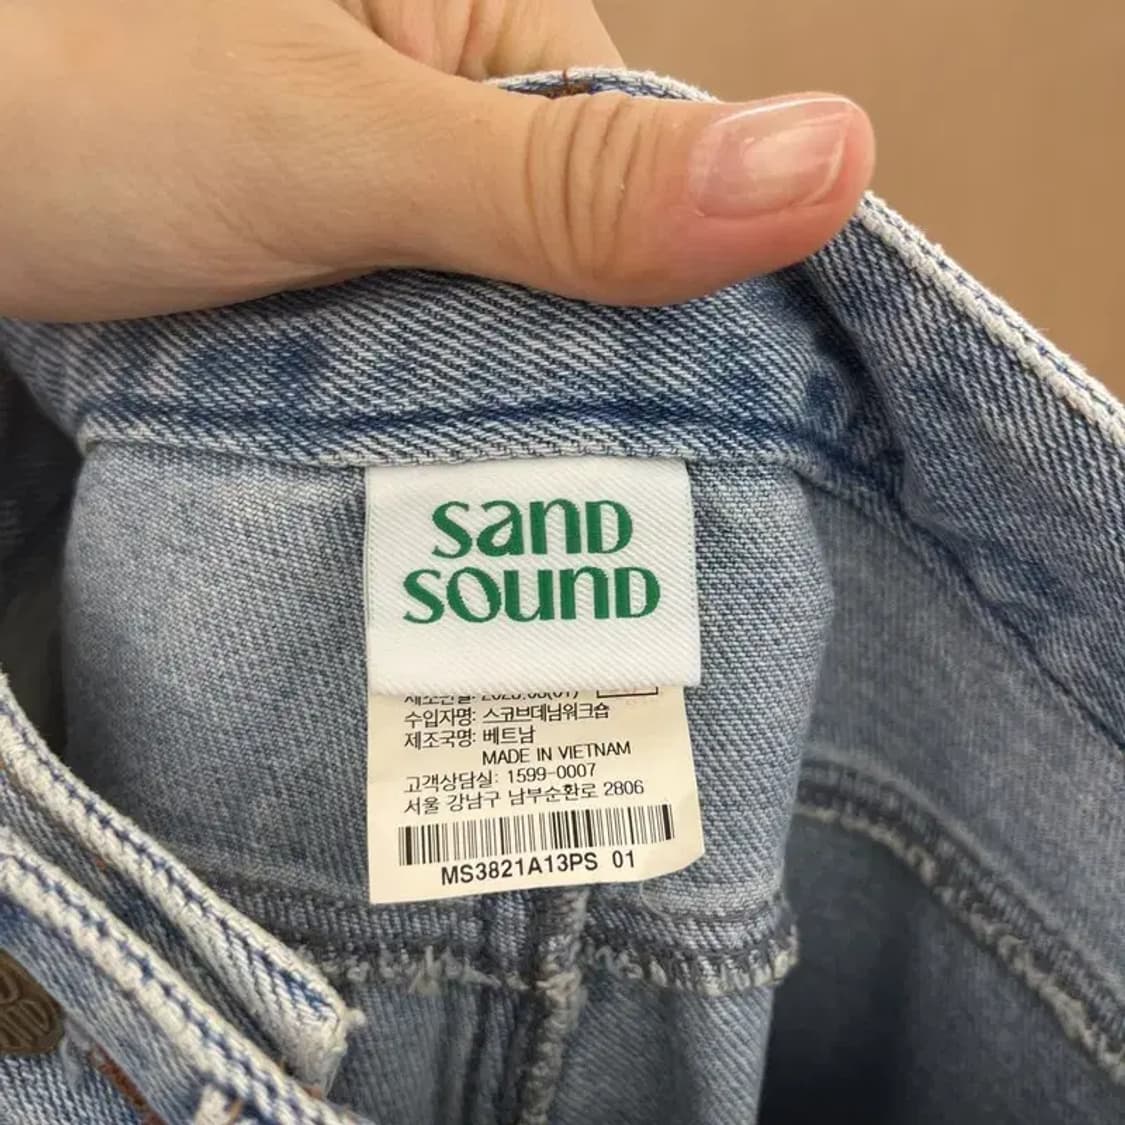 sanD
sounD
수입자명: 스코브데님워크숍
제조국명: 베트남
MADE IN VIETNAM
고객상담실: 1599-0007
서울 강남구 남부순환로 2806
MS3821A13PS 01